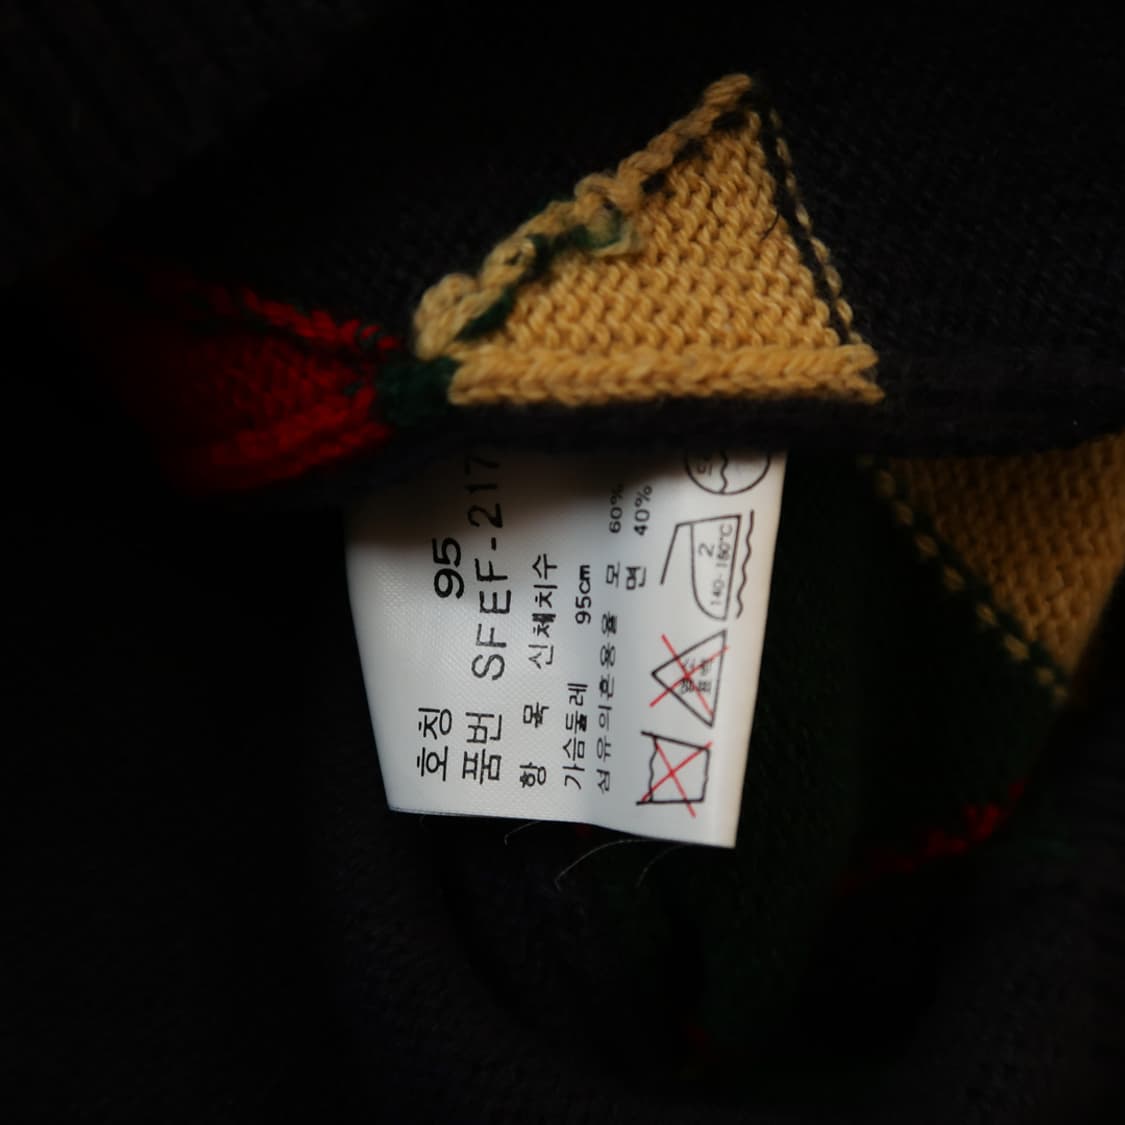 호칭 95
품번 SFEF-217
항 목 신체치수
가슴둘레 95cm
섬유의혼용율 모 60%
면 40%
2
140-160°C